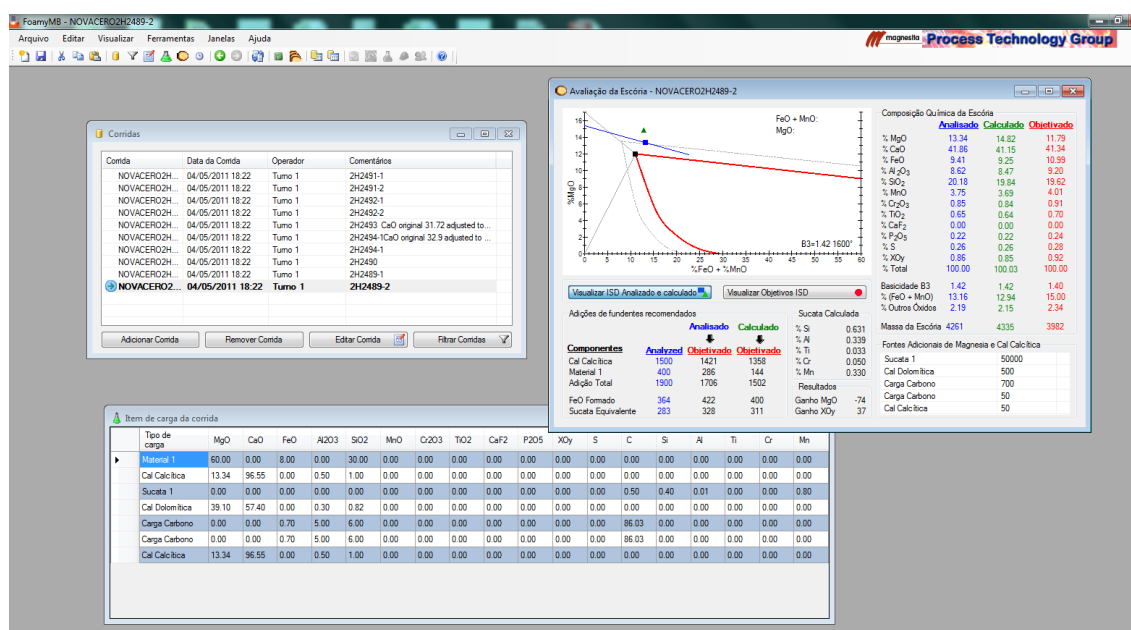 FoamyMB - NOVACERO2H2489-2
Arquivo Editar Visualizar Ferramentas Janelas Ajuda
magnesita Process Technology Group
Corridas
Corrida Data da Corrida Operador Comentários
NOVACERO2H... 04/05/2011 18:22 Turno 1 2H2491-1
NOVACERO2H... 04/05/2011 18:22 Turno 1 2H2491-2
NOVACERO2H... 04/05/2011 18:22 Turno 1 2H2492-1
NOVACERO2H... 04/05/2011 18:22 Turno 1 2H2492-2
NOVACERO2H... 04/05/2011 18:22 Turno 1 2H2493 CaO original 31.72 adjusted to ...
NOVACERO2H... 04/05/2011 18:22 Turno 1 2H2494-1CaO original 32.9 adjusted to ...
NOVACERO2H... 04/05/2011 18:22 Turno 1 2H2494-1
NOVACERO2H... 04/05/2011 18:22 Turno 1 2H2490
NOVACERO2H... 04/05/2011 18:22 Turno 1 2H2489-1
NOVACERO2... 04/05/2011 18:22 Turno 1 2H2489-2
Adicionar Corrida Remover Corrida Editar Corrida Filtrar Corridas
Avaliação da Escória - NOVACERO2H2489-2
FeO + MnO:
MgO:
16
14
12
10
8
6
4
2
0
%MgO
B3=1.42 1600°
0 5 10 15 20 25 30 35 40 45 50 55 60
%FeO + %MnO
Visualizar ISD Analizado e calculado Visualizar Objetivos ISD
Adições de fundentes recomendados
Analisado Calculado
Componentes Analyzed Objetivado Objetivado
Cal Calcítica 1500 1421 1358
Material 1 400 286 144
Adição Total 1900 1706 1502
FeO Formado 364 422 400
Sucata Equivalente 283 328 311
Sucata Calculada
% Si 0.631
% Al 0.339
% Ti 0.033
% Cr 0.050
% Mn 0.330
Resultados
Ganho MgO -74
Ganho XOy 37
Composição Química da Escória
Analisado Calculado Objetivado
% MgO 13.34 14.82 11.79
% CaO 41.86 41.15 41.34
% FeO 9.41 9.25 10.99
% Al2O3 8.62 8.47 9.20
% SiO2 20.18 19.84 19.62
% MnO 3.75 3.69 4.01
% Cr2O3 0.85 0.84 0.91
% TiO2 0.65 0.64 0.70
% CaF2 0.00 0.00 0.00
% P2O5 0.22 0.22 0.24
% S 0.26 0.26 0.28
% XOy 0.86 0.85 0.92
% Total 100.00 100.03 100.00
Basicidade B3 1.42 1.42 1.40
% (FeO + MnO) 13.16 12.94 15.00
% Outros Óxidos 2.19 2.15 2.34
Massa da Escória 4261 4335 3982
Fontes Adicionais de Magnesia e Cal Calcítica
Sucata 1 50000
Cal Dolomítica 500
Carga Carbono 700
Carga Carbono 50
Cal Calcítica 50
Item de carga da corrida
Tipo de carga MgO CaO FeO Al2O3 SiO2 MnO Cr2O3 TiO2 CaF2 P2O5 XOy S C Si Al Ti Cr Mn
Material 1 60.00 0.00 8.00 0.00 30.00 0.00 0.00 0.00 0.00 0.00 0.00 0.00 0.00 0.00 0.00 0.00 0.00 0.00
Cal Calcítica 13.34 96.55 0.00 0.50 1.00 0.00 0.00 0.00 0.00 0.00 0.00 0.00 0.00 0.00 0.00 0.00 0.00 0.00
Sucata 1 0.00 0.00 0.00 0.00 0.00 0.00 0.00 0.00 0.00 0.00 0.00 0.00 0.50 0.40 0.01 0.00 0.00 0.80
Cal Dolomítica 39.10 57.40 0.00 0.30 0.82 0.00 0.00 0.00 0.00 0.00 0.00 0.00 0.00 0.00 0.00 0.00 0.00 0.00
Carga Carbono 0.00 0.00 0.70 5.00 6.00 0.00 0.00 0.00 0.00 0.00 0.00 0.00 86.03 0.00 0.00 0.00 0.00 0.00
Carga Carbono 0.00 0.00 0.70 5.00 6.00 0.00 0.00 0.00 0.00 0.00 0.00 0.00 86.03 0.00 0.00 0.00 0.00 0.00
Cal Calcítica 13.34 96.55 0.00 0.50 1.00 0.00 0.00 0.00 0.00 0.00 0.00 0.00 0.00 0.00 0.00 0.00 0.00 0.00